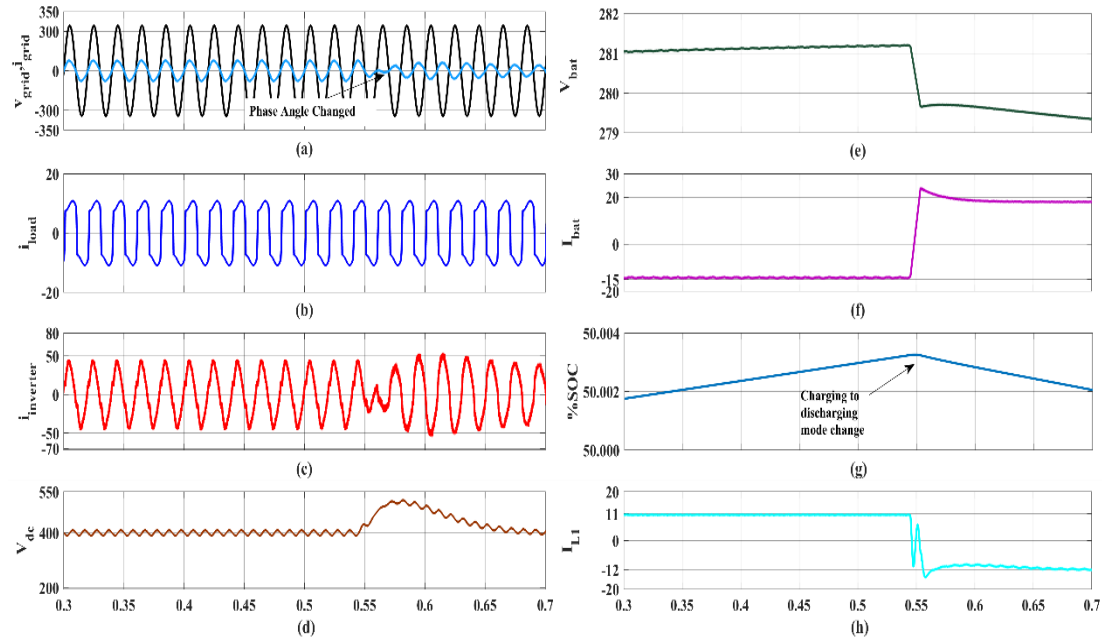 350
300
0
-300
-350
v_grid, i_grid
Phase Angle Changed
(a)
20
0
-20
i_load
(b)
100
50
0
-50
-70
i_inverter
(c)
550
400
200
V_dc
0.3 0.35 0.4 0.45 0.5 0.55 0.6 0.65 0.7
(d)
282
281
280
279
V_bat
(e)
30
20
0
-15
-20
I_bat
(f)
50.004
50.002
50.000
%SOC
Charging to
discharging
mode change
(g)
20
11
0
-12
-20
I_L1
0.3 0.35 0.4 0.45 0.5 0.55 0.6 0.65 0.7
(h)